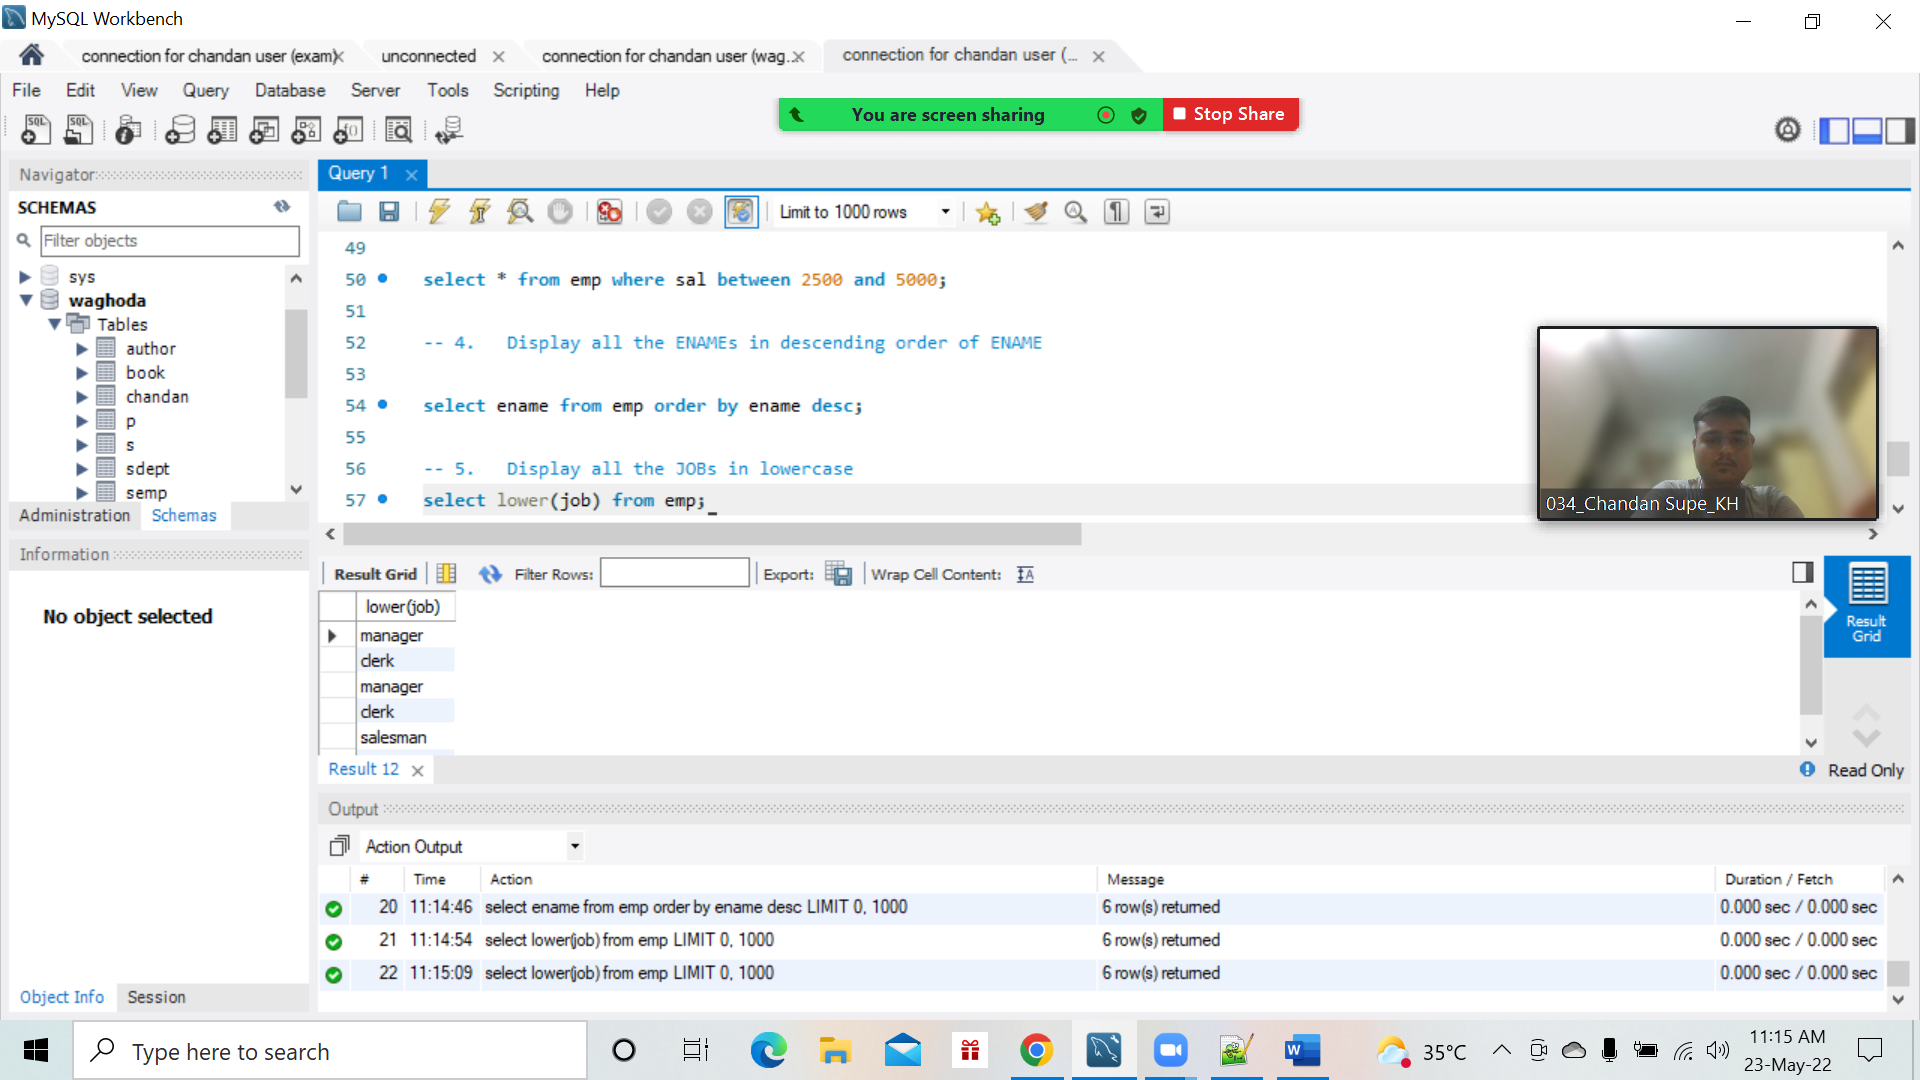 MySQL Workbench
connection for chandan user (exam)
unconnected
connection for chandan user (wag...
connection for chandan user (...
File Edit View Query Database Server Tools Scripting Help
You are screen sharing
Stop Share
SQL SQL
Navigator
Query 1
SCHEMAS
Limit to 1000 rows
Filter objects
sys
waghoda
Tables
author
book
chandan
p
s
sdept
semp
Administration Schemas
49
50 select * from emp where sal between 2500 and 5000;
51
52 -- 4. Display all the ENAMEs in descending order of ENAME
53
54 select ename from emp order by ename desc;
55
56 -- 5. Display all the JOBs in lowercase
57 select lower(job) from emp;
034_Chandan Supe_KH
Information
No object selected
Result Grid Filter Rows: Export: Wrap Cell Content:
lower(job)
manager
clerk
manager
clerk
salesman
Result Grid
Result 12
Read Only
Output
Action Output
# Time Action Message Duration / Fetch
20 11:14:46 select ename from emp order by ename desc LIMIT 0, 1000 6 row(s) returned 0.000 sec / 0.000 sec
21 11:14:54 select lower(job) from emp LIMIT 0, 1000 6 row(s) returned 0.000 sec / 0.000 sec
22 11:15:09 select lower(job) from emp LIMIT 0, 1000 6 row(s) returned 0.000 sec / 0.000 sec
Object Info Session
Type here to search
35°C
11:15 AM
23-May-22